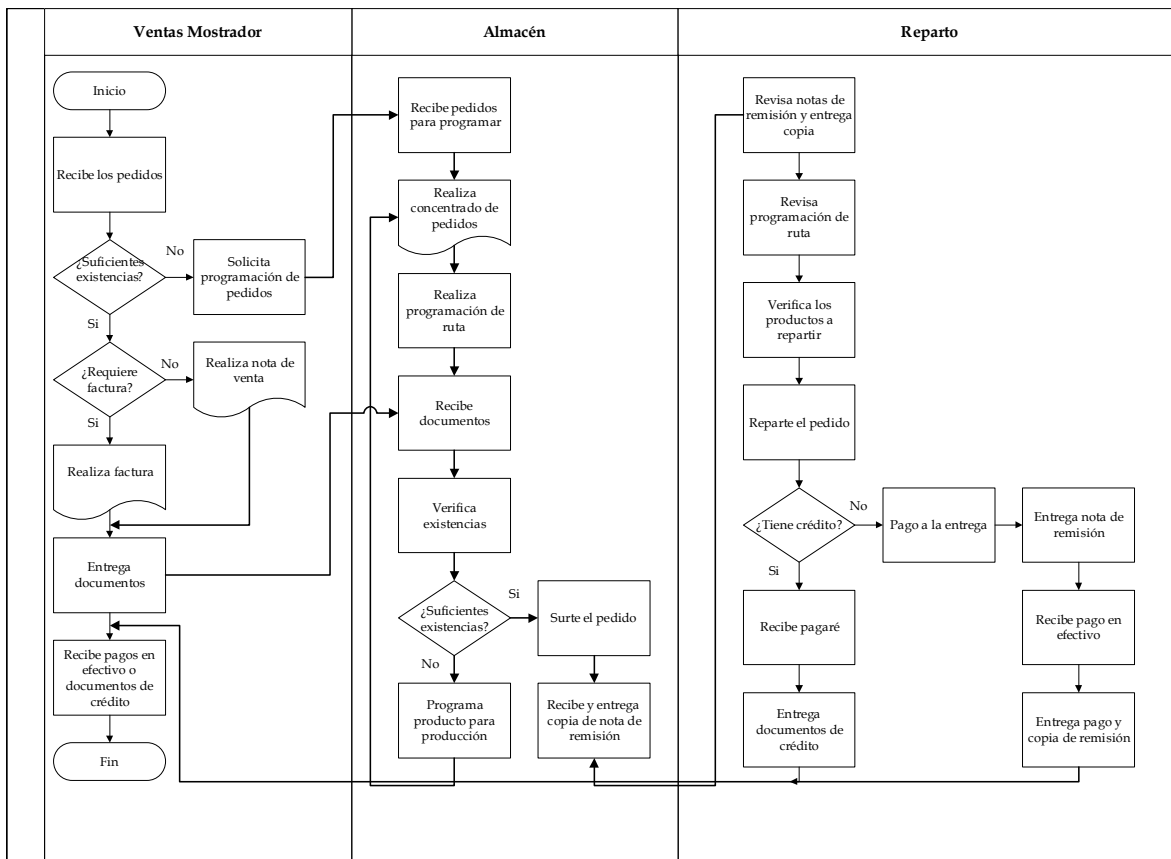 Ventas Mostrador
Almacén
Reparto
Inicio
Recibe los pedidos
¿Suficientes
existencias?
No
Solicita
programación de
pedidos
Si
¿Requiere
factura?
No
Realiza nota de
venta
Si
Realiza factura
Entrega
documentos
Recibe pagos en
efectivo o
documentos de
crédito
Fin
Recibe pedidos
para programar
Realiza
concentrado de
pedidos
Realiza
programación de
ruta
Recibe
documentos
Verifica
existencias
¿Suficientes
existencias?
Si
Surte el pedido
No
Programa
producto para
producción
Recibe y entrega
copia de nota de
remisión
Revisa notas de
remisión y entrega
copia
Revisa
programación de
ruta
Verifica los
productos a
repartir
Reparte el pedido
¿Tiene crédito?
No
Pago a la entrega
Entrega nota de
remisión
Si
Recibe pagaré
Recibe pago en
efectivo
Entrega
documentos de
crédito
Entrega pago y
copia de remisión